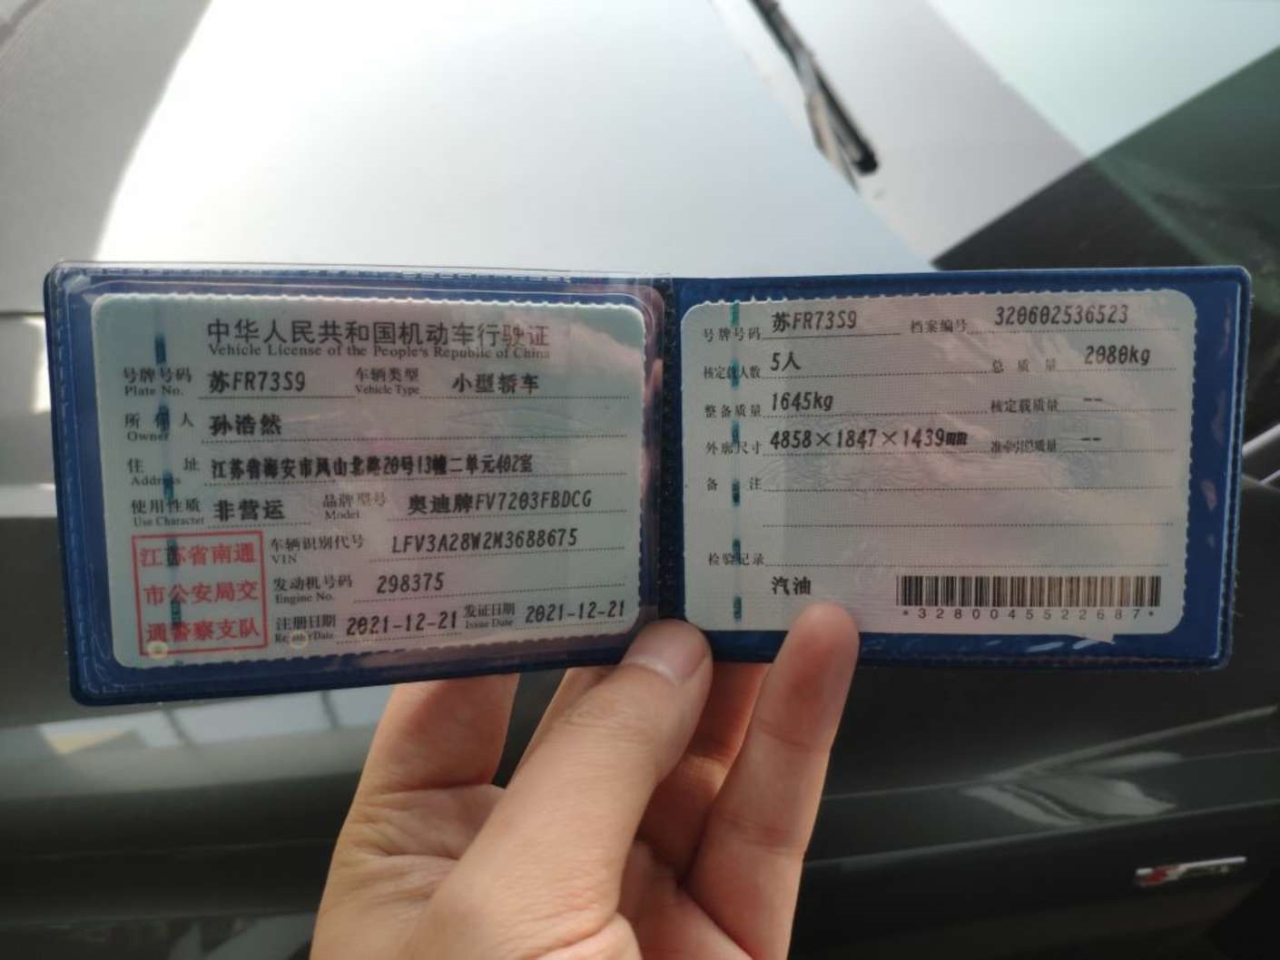 中华人民共和国机动车行驶证
Vehicle License of the People's Republic of China
号牌号码 苏FR73S9 车辆类型 小型轿车
Plate No. Vehicle Type
所有人 孙浩然
Owner
住址 江苏省海安市凤山北路20号13幢二单元402室
Address
使用性质 非营运 品牌型号 奥迪牌FV7203FBDCG
Use Character Model
江苏省南通
市公安局交
通警察支队
车辆识别代号 LFV3A28W2M3688675
VIN
发动机号码 298375
Engine No.
注册日期 2021-12-21 发证日期 2021-12-21
Register Date Issue Date
号牌号码 苏FR73S9 档案编号 320602536523
核定载人数 5人 总质量 2080kg
整备质量 1645kg 核定载质量 --
外廓尺寸 4858×1847×1439mm 准牵引总质量 --
备注
检验记录
汽油
*3280045522687*